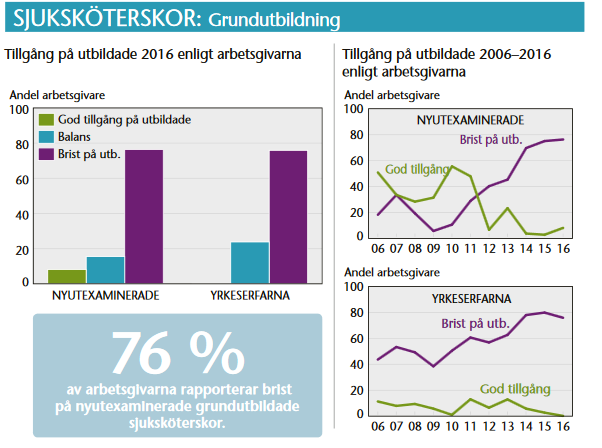 SJUKSKÖTERSKOR: Grundutbildning
Tillgång på utbildade 2016 enligt arbetsgivarna
Andel arbetsgivare
100
80
60
40
20
0
God tillgång på utbildade
Balans
Brist på utb.
NYUTEXAMINERADE
YRKESERFARNA
76 %
av arbetsgivarna rapporterar brist
på nyutexaminerade grundutbildade
sjuksköterskor.
Tillgång på utbildade 2006–2016
enligt arbetsgivarna
Andel arbetsgivare
100
80
60
40
20
0
NYUTEXAMINERADE
Brist på utb.
God tillgång
06 07 08 09 10 11 12 13 14 15 16
Andel arbetsgivare
100
80
60
40
20
0
YRKESERFARNA
Brist på utb.
God tillgång
06 07 08 09 10 11 12 13 14 15 16